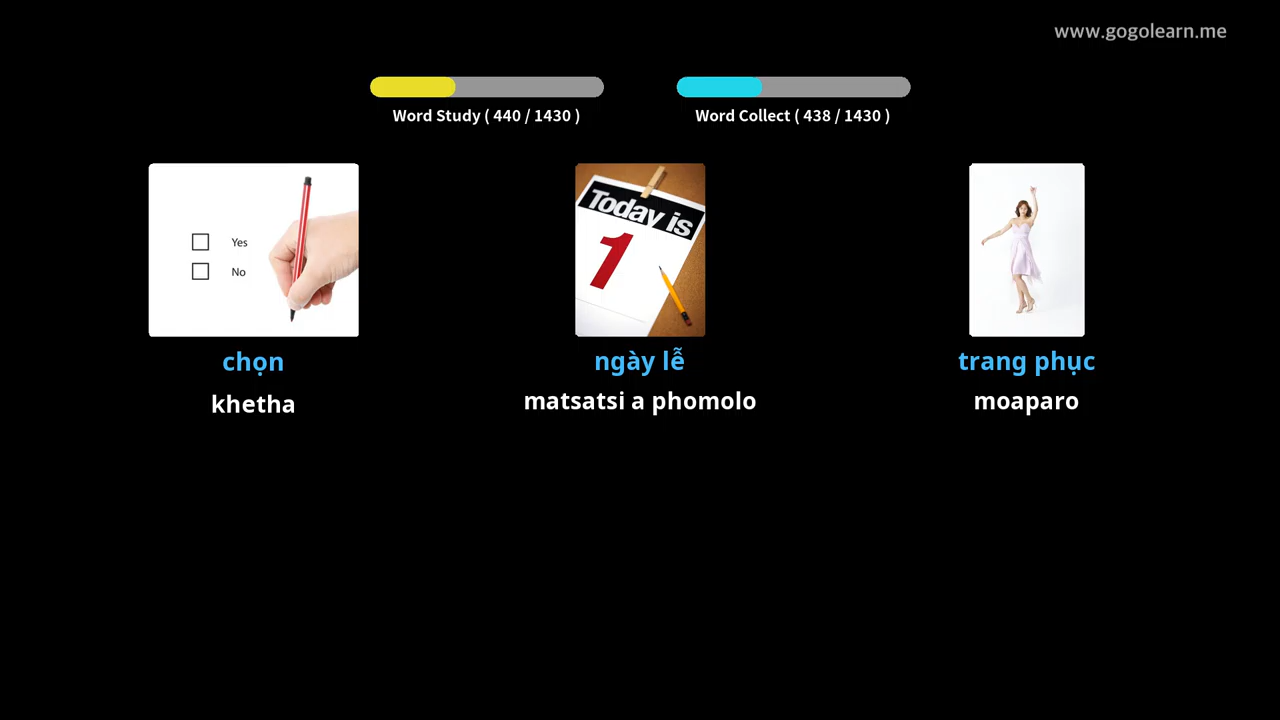 www.gogolearn.me
Word Study ( 440 / 1430 )
Word Collect ( 438 / 1430 )
Yes
No
Today is
1
chọn
ngày lễ
trang phục
khetha
matsatsi a phomolo
moaparo